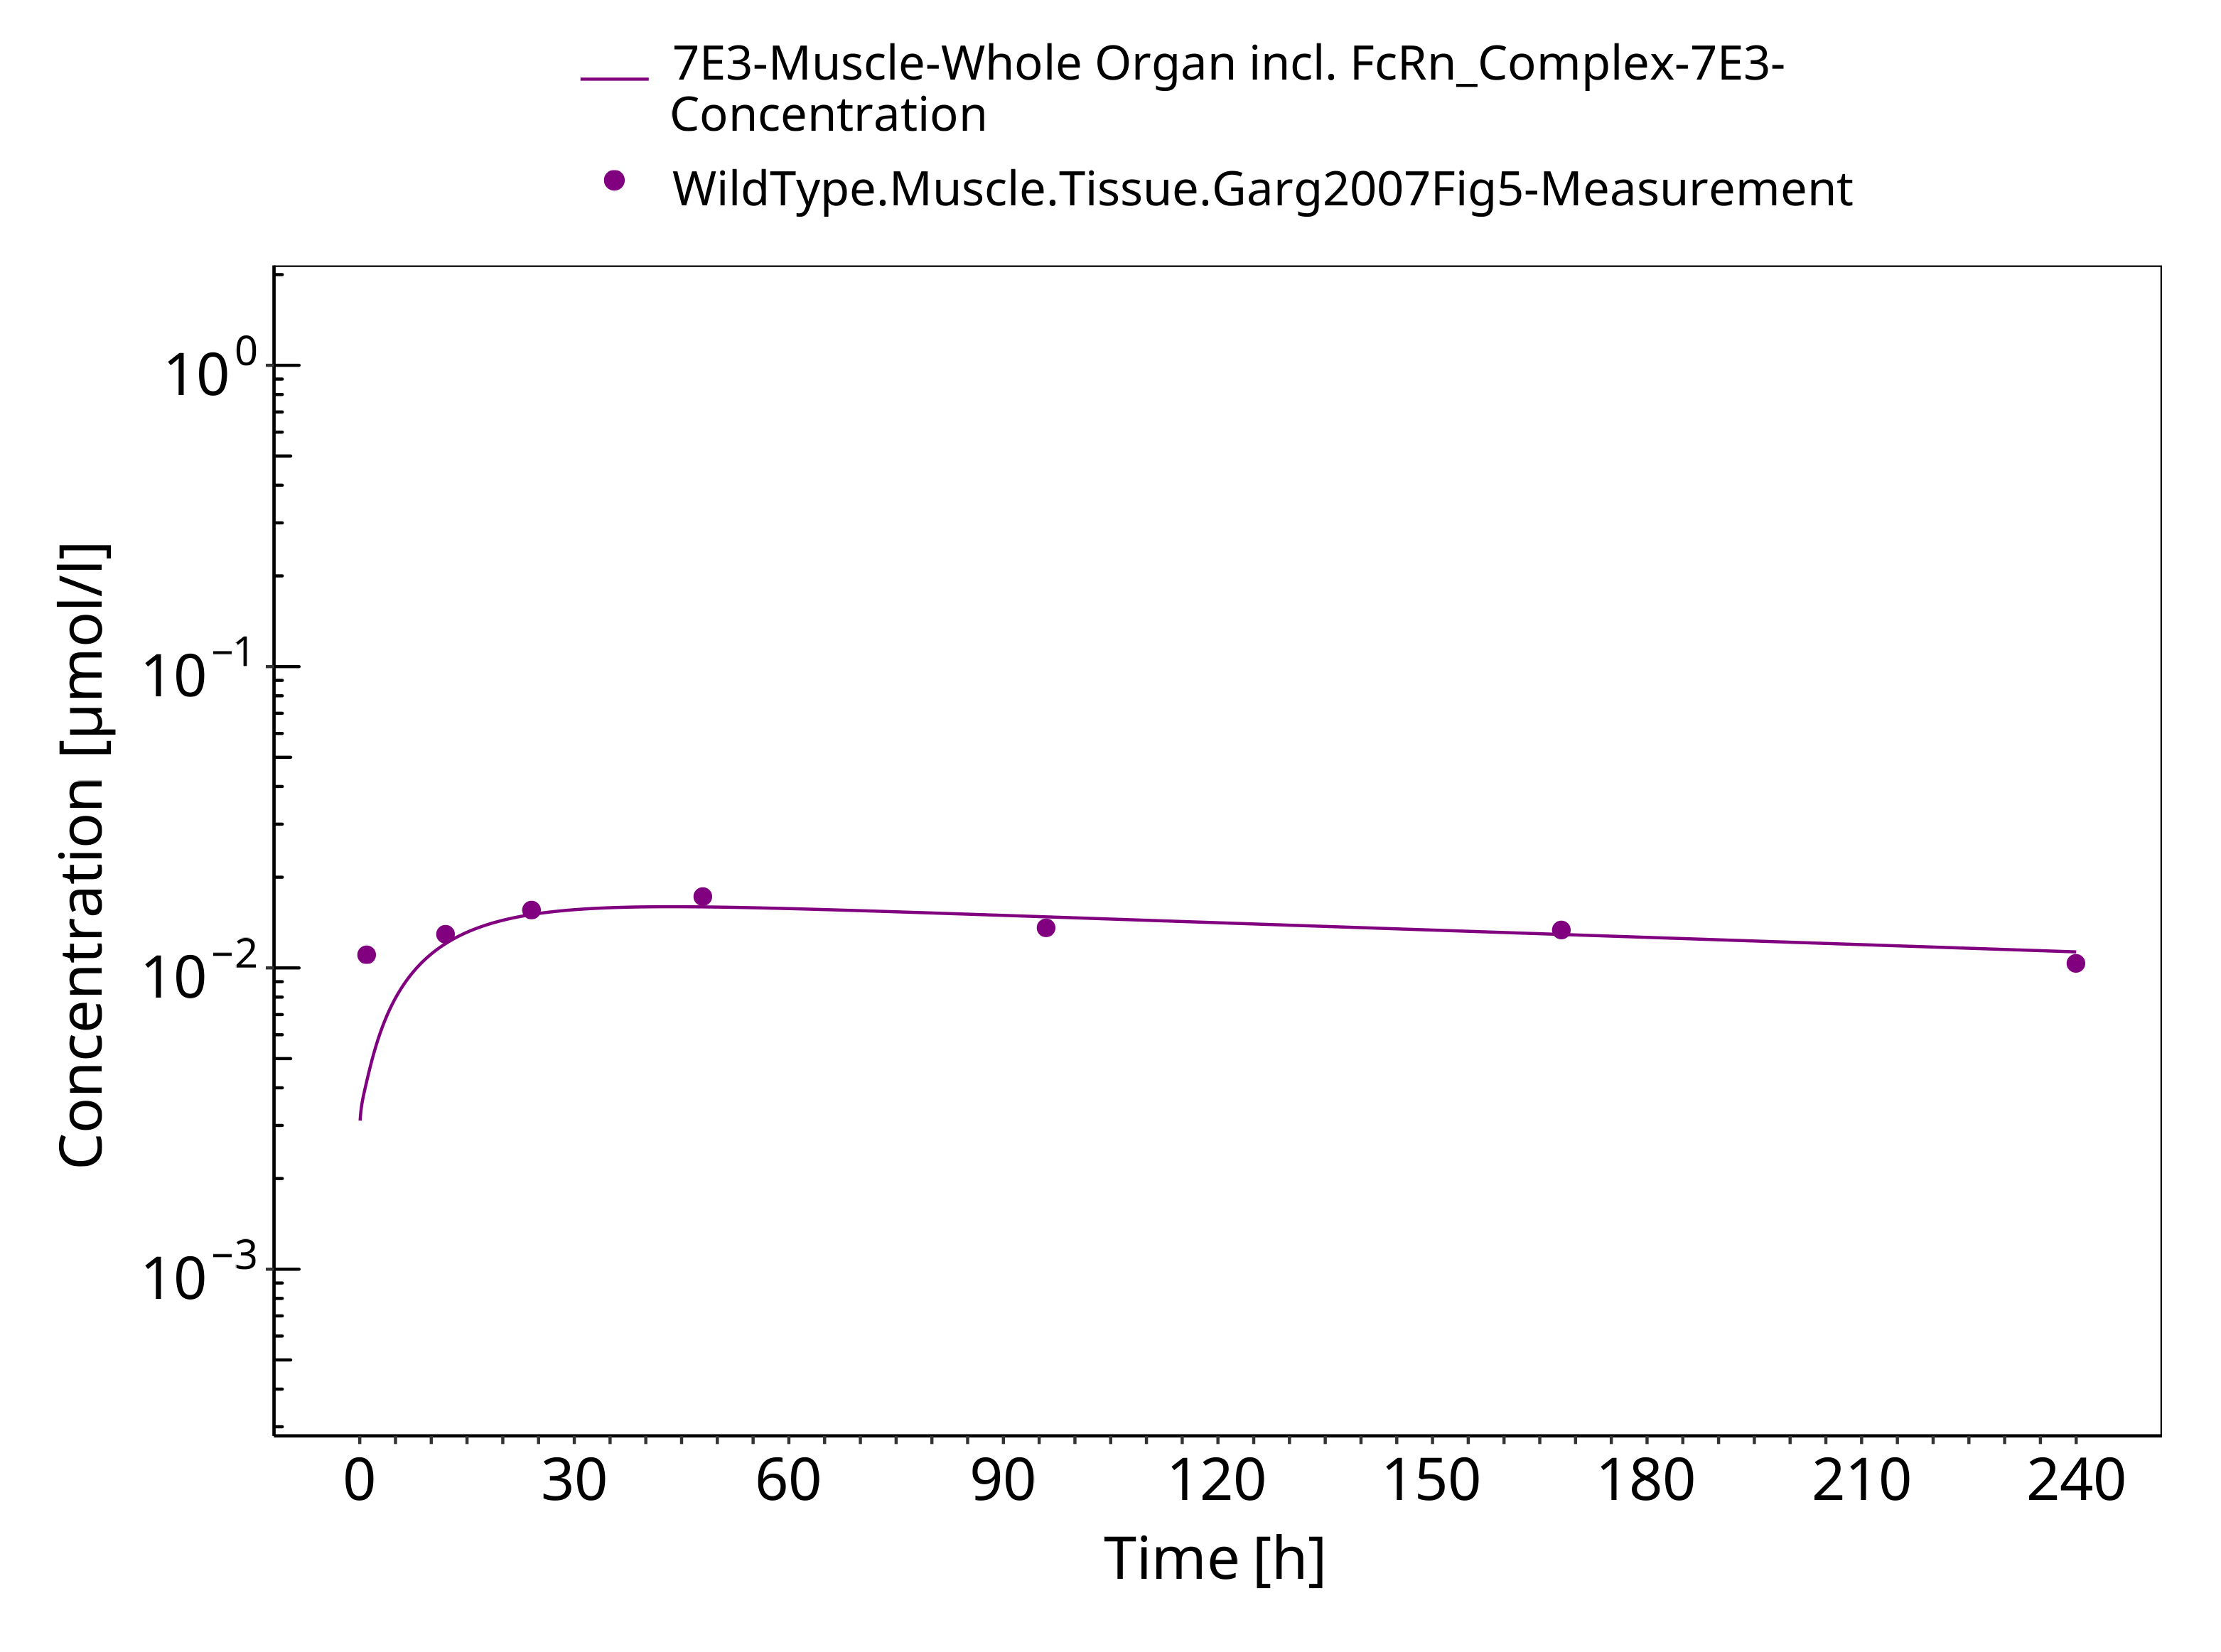 7E3-Muscle-Whole Organ incl. FcRn_Complex-7E3-
Concentration
WildType.Muscle.Tissue.Garg2007Fig5-Measurement
10⁰
10⁻¹
10⁻²
10⁻³
Concentration [µmol/l]
0 30 60 90 120 150 180 210 240
Time [h]